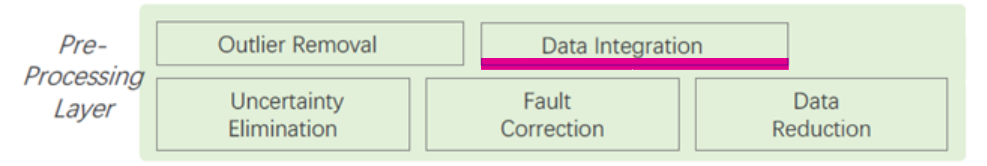 Pre-
Processing
Layer
Outlier Removal
Data Integration
Uncertainty
Elimination
Fault
Correction
Data
Reduction